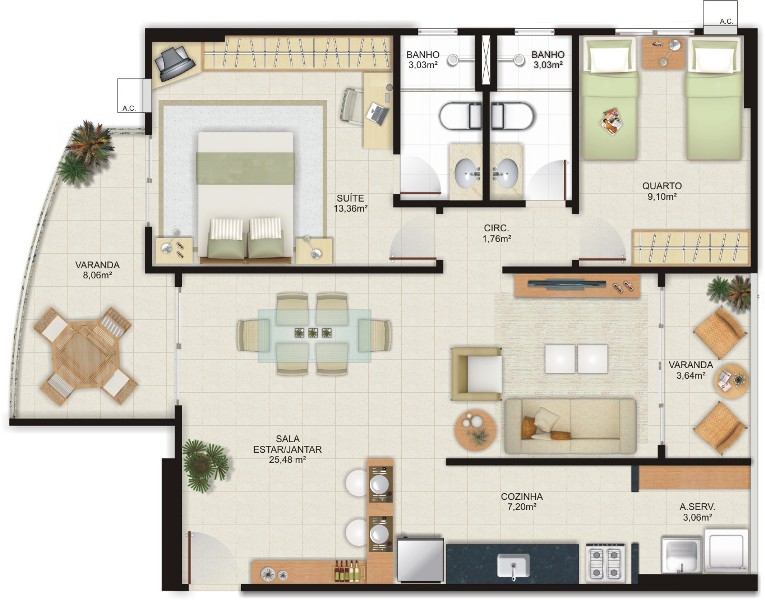 A.C.
BANHO
3,03m²
BANHO
3,03m²
A.C.
SUÍTE
13,36m²
QUARTO
9,10m²
CIRC.
1,76m²
VARANDA
8,06m²
VARANDA
3,64m²
SALA
ESTAR/JANTAR
25,48 m²
COZINHA
7,20m²
A.SERV.
3,06m²